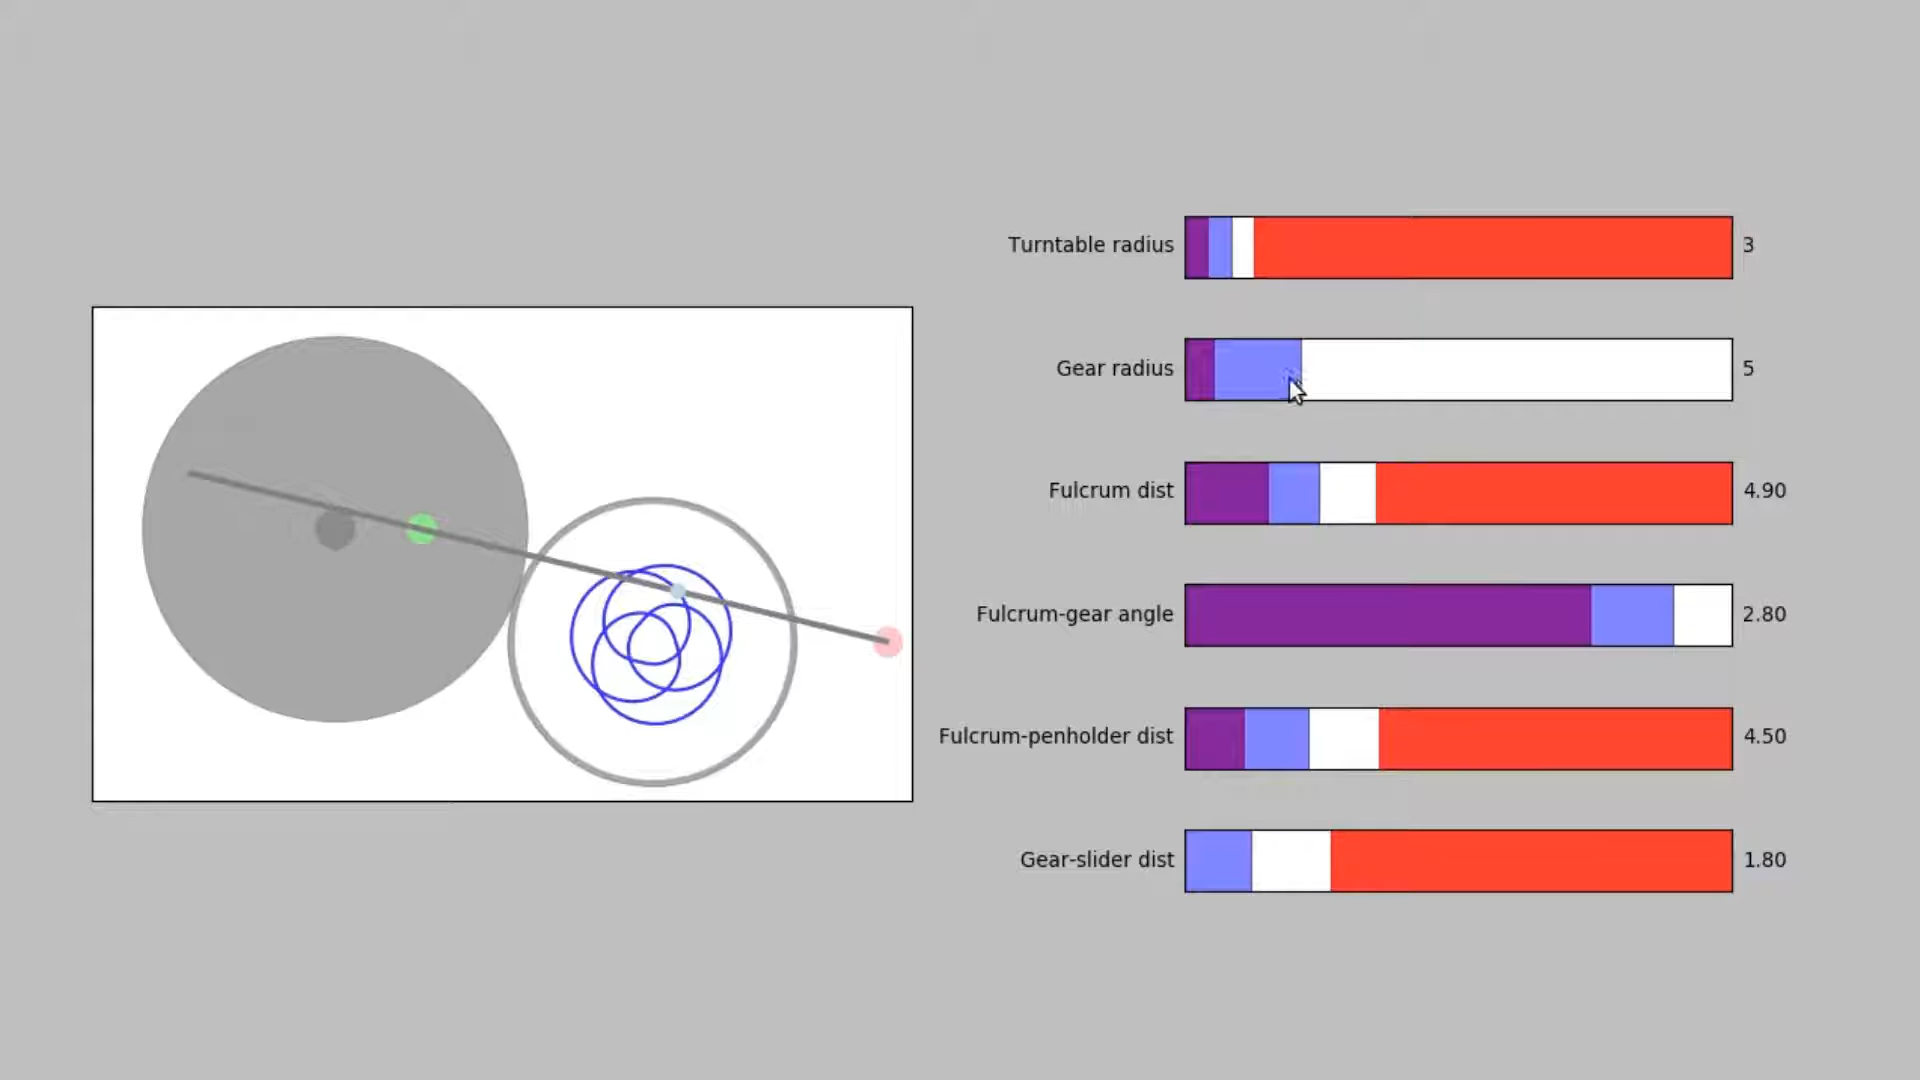 Turntable radius 3
Gear radius 5
Fulcrum dist 4.90
Fulcrum-gear angle 2.80
Fulcrum-penholder dist 4.50
Gear-slider dist 1.80